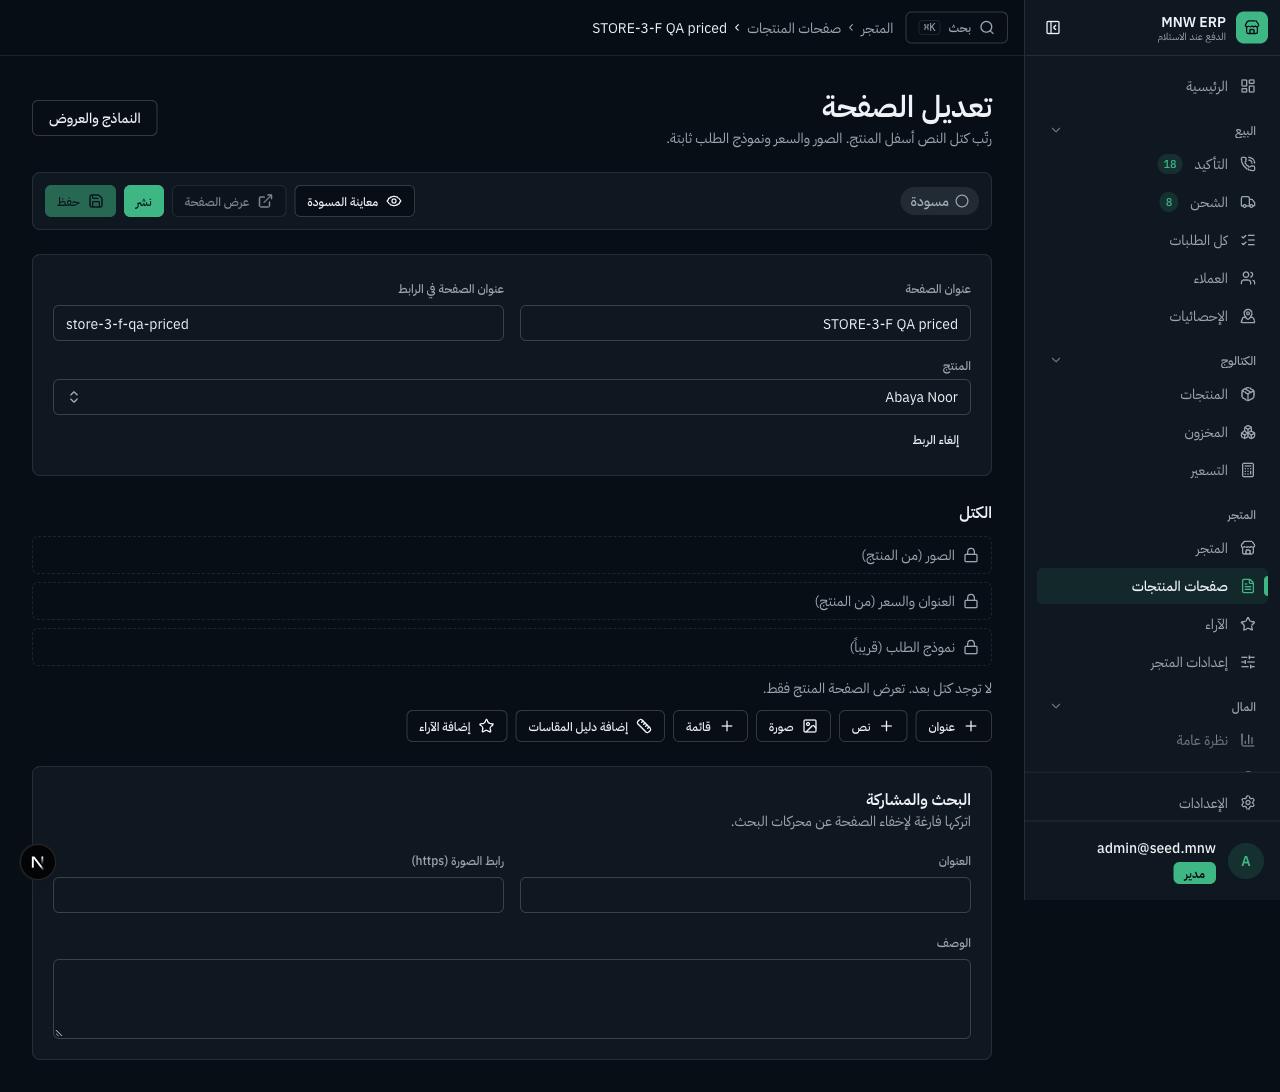 MNW ERP
الدفع عند الاستلام
بحث ⌘K
المتجر › صفحات المنتجات › STORE-3-F QA priced
الرئيسية
البيع
التأكيد 18
الشحن 8
كل الطلبات
العملاء
الإحصائيات
الكتالوج
المنتجات
المخزون
التسعير
المتجر
المتجر
صفحات المنتجات
الآراء
إعدادات المتجر
المال
نظرة عامة
الإعدادات
admin@seed.mnw
مدير
A
تعديل الصفحة
رتّب كتل النص أسفل المنتج. الصور والسعر ونموذج الطلب ثابتة.
النماذج والعروض
مسودة
معاينة المسودة
عرض الصفحة
نشر
حفظ
عنوان الصفحة
STORE-3-F QA priced
عنوان الصفحة في الرابط
store-3-f-qa-priced
المنتج
Abaya Noor
إلغاء الربط
الكتل
الصور (من المنتج)
العنوان والسعر (من المنتج)
نموذج الطلب (قريباً)
لا توجد كتل بعد. تعرض الصفحة المنتج فقط.
عنوان
نص
صورة
قائمة
إضافة دليل المقاسات
إضافة الآراء
البحث والمشاركة
اتركها فارغة لإخفاء الصفحة عن محركات البحث.
العنوان
رابط الصورة (https)
الوصف
N